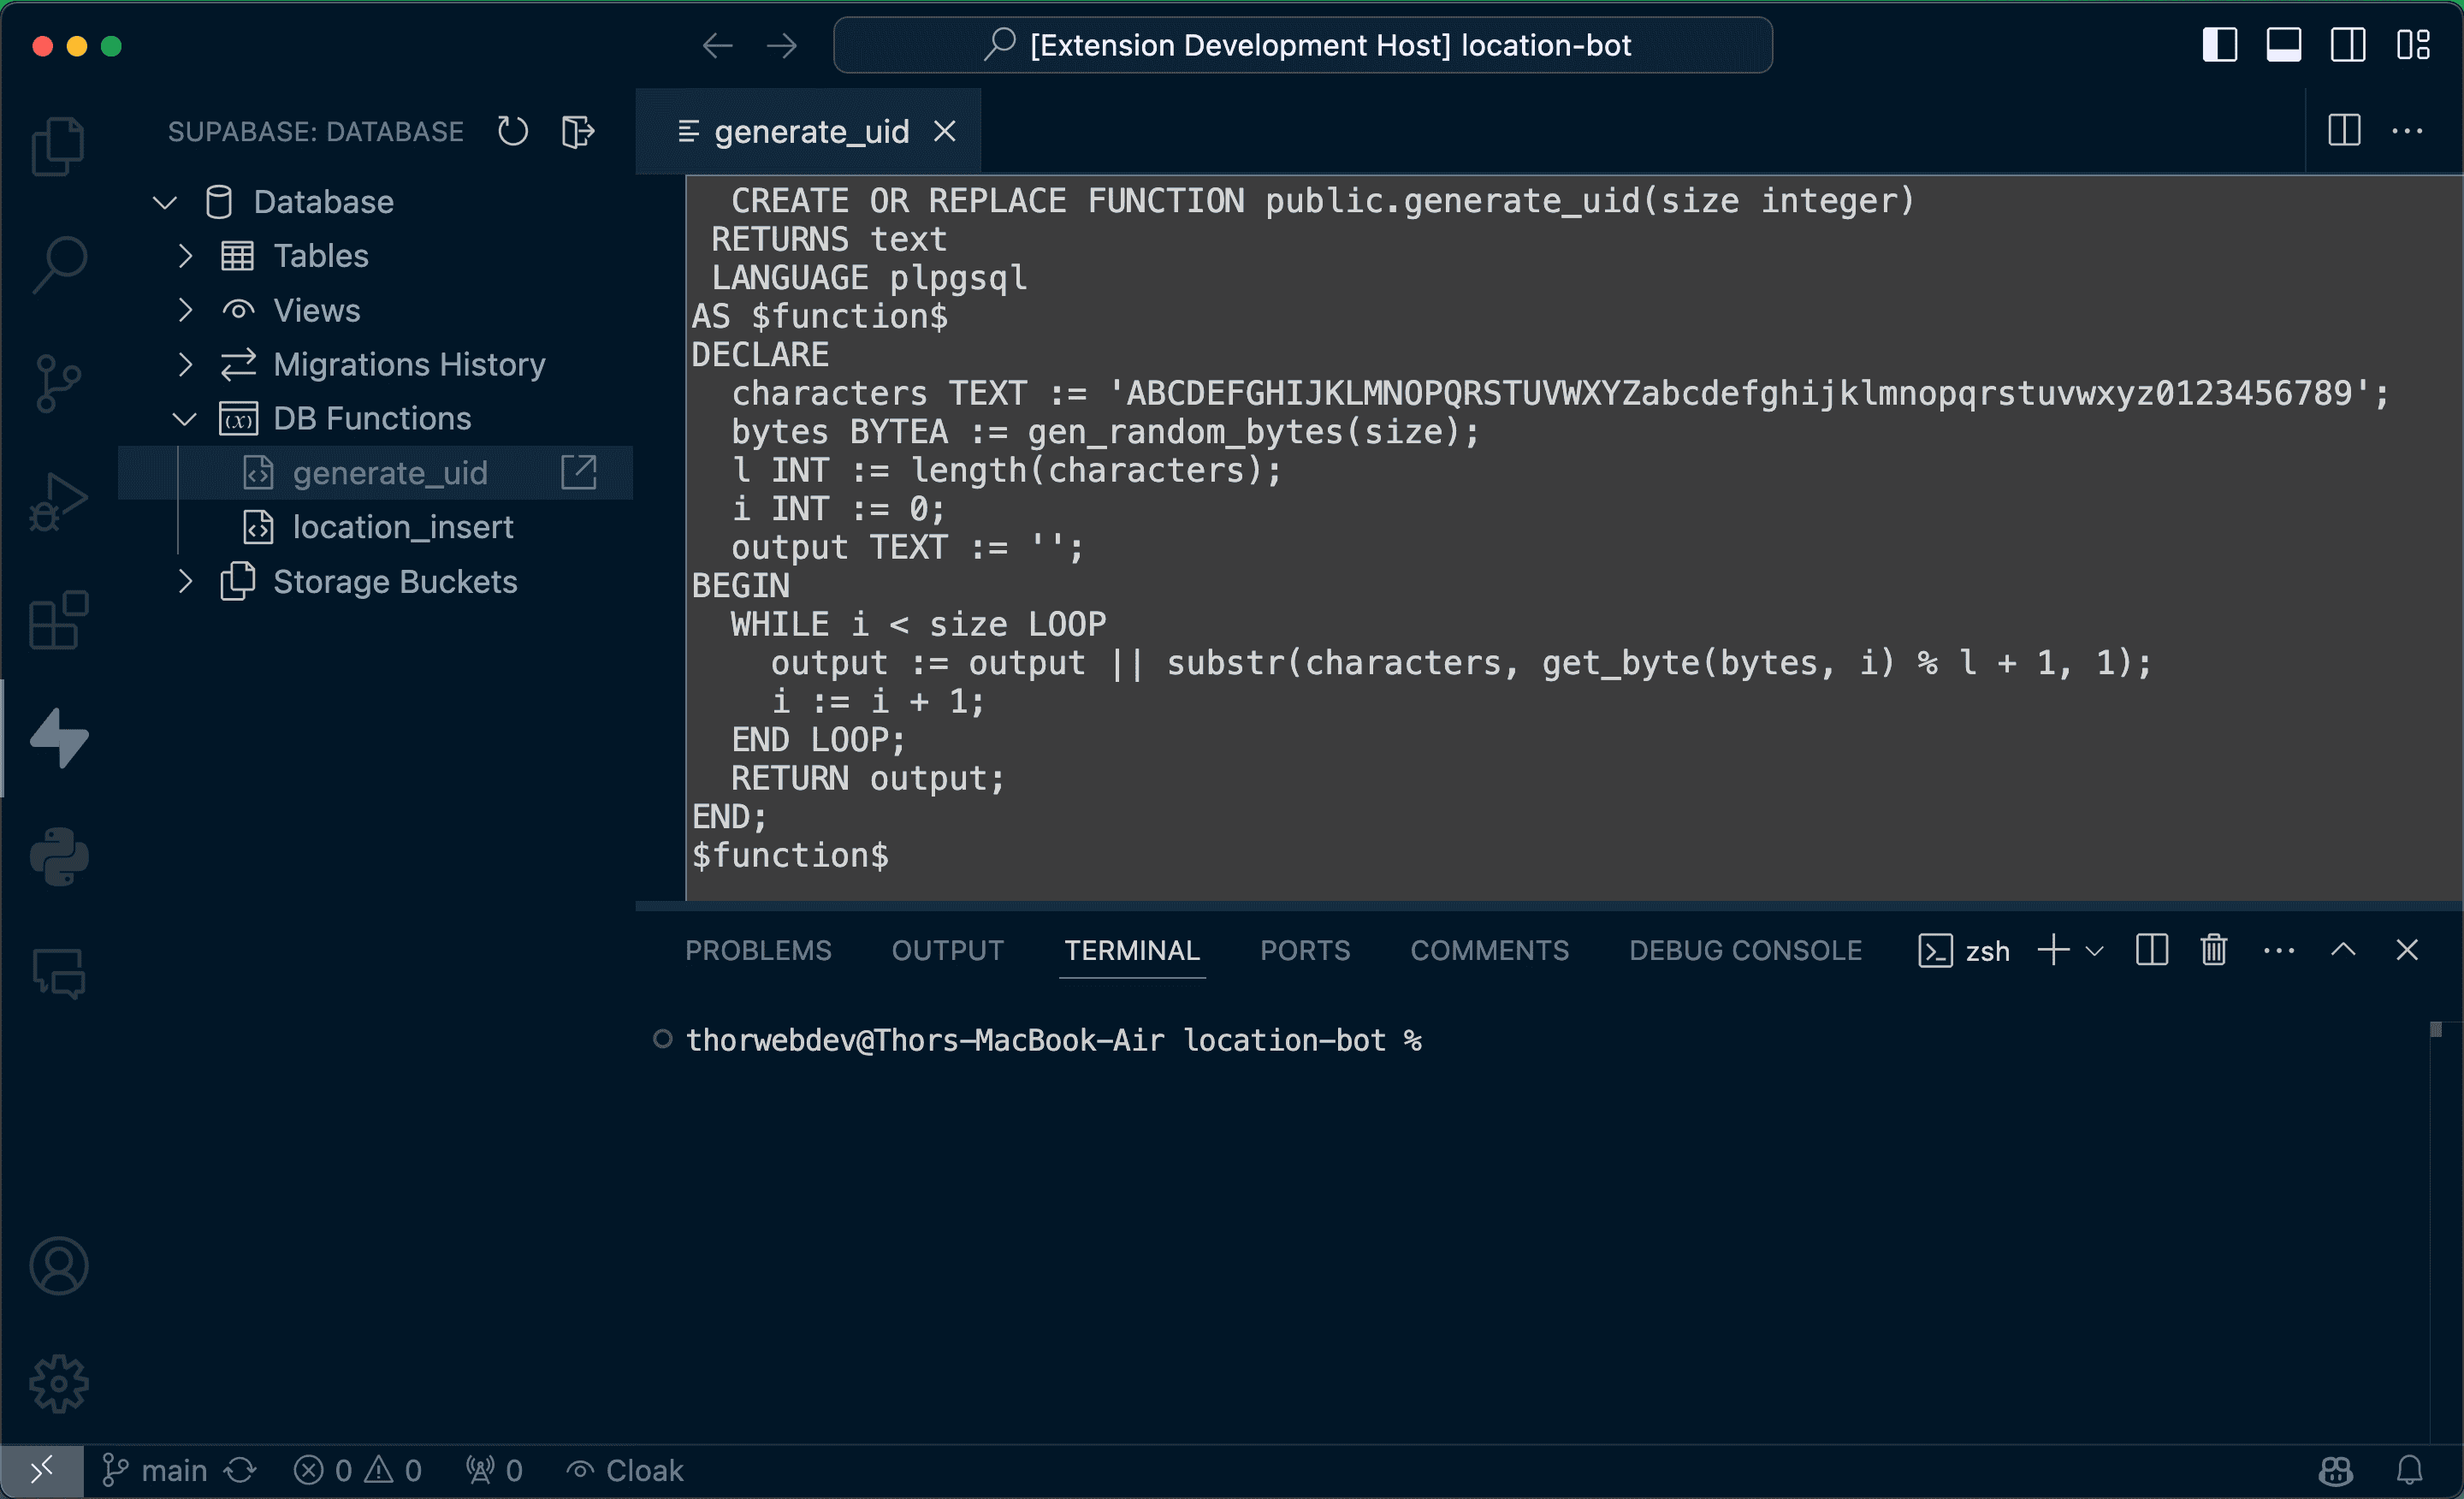 [Extension Development Host] location-bot
SUPABASE: DATABASE
Database
Tables
Views
Migrations History
DB Functions
generate_uid
location_insert
Storage Buckets
generate_uid
  CREATE OR REPLACE FUNCTION public.generate_uid(size integer)
 RETURNS text
 LANGUAGE plpgsql
AS $function$
DECLARE
  characters TEXT := 'ABCDEFGHIJKLMNOPQRSTUVWXYZabcdefghijklmnopqrstuvwxyz0123456789';
  bytes BYTEA := gen_random_bytes(size);
  l INT := length(characters);
  i INT := 0;
  output TEXT := '';
BEGIN
  WHILE i < size LOOP
    output := output || substr(characters, get_byte(bytes, i) % l + 1, 1);
    i := i + 1;
  END LOOP;
  RETURN output;
END;
$function$
PROBLEMS OUTPUT TERMINAL PORTS COMMENTS DEBUG CONSOLE zsh
thorwebdev@Thors-MacBook-Air location-bot %
main 0 0 0 Cloak